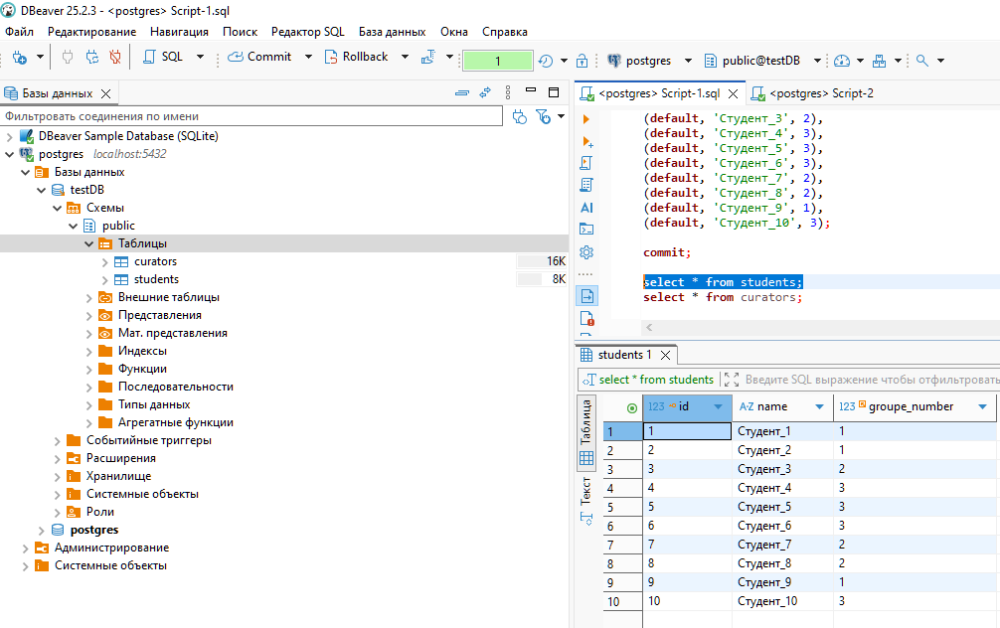 DBeaver 25.2.3 - <postgres> Script-1.sql
Файл Редактирование Навигация Поиск Редактор SQL База данных Окна Справка
SQL Commit Rollback 1 postgres public@testDB
Базы данных
<postgres> Script-1.sql <postgres> Script-2
Фильтровать соединения по имени
DBeaver Sample Database (SQLite)
postgres localhost:5432
Базы данных
testDB
Схемы
public
Таблицы
curators 16K
students 8K
Внешние таблицы
Представления
Мат. представления
Индексы
Функции
Последовательности
Типы данных
Агрегатные функции
Событийные триггеры
Расширения
Хранилище
Системные объекты
Роли
postgres
Администрирование
Системные объекты
(default, 'Студент_3', 2),
(default, 'Студент_4', 3),
(default, 'Студент_5', 3),
(default, 'Студент_6', 3),
(default, 'Студент_7', 2),
(default, 'Студент_8', 2),
(default, 'Студент_9', 1),
(default, 'Студент_10', 3);
commit;
select * from students;
select * from curators;
AI
students 1
select * from students Введите SQL выражение чтобы отфильтровать
Таблица
Текст
123 id A-Z name 123 groupe_number
1 1 Студент_1 1
2 2 Студент_2 1
3 3 Студент_3 2
4 4 Студент_4 3
5 5 Студент_5 3
6 6 Студент_6 3
7 7 Студент_7 2
8 8 Студент_8 2
9 9 Студент_9 1
10 10 Студент_10 3